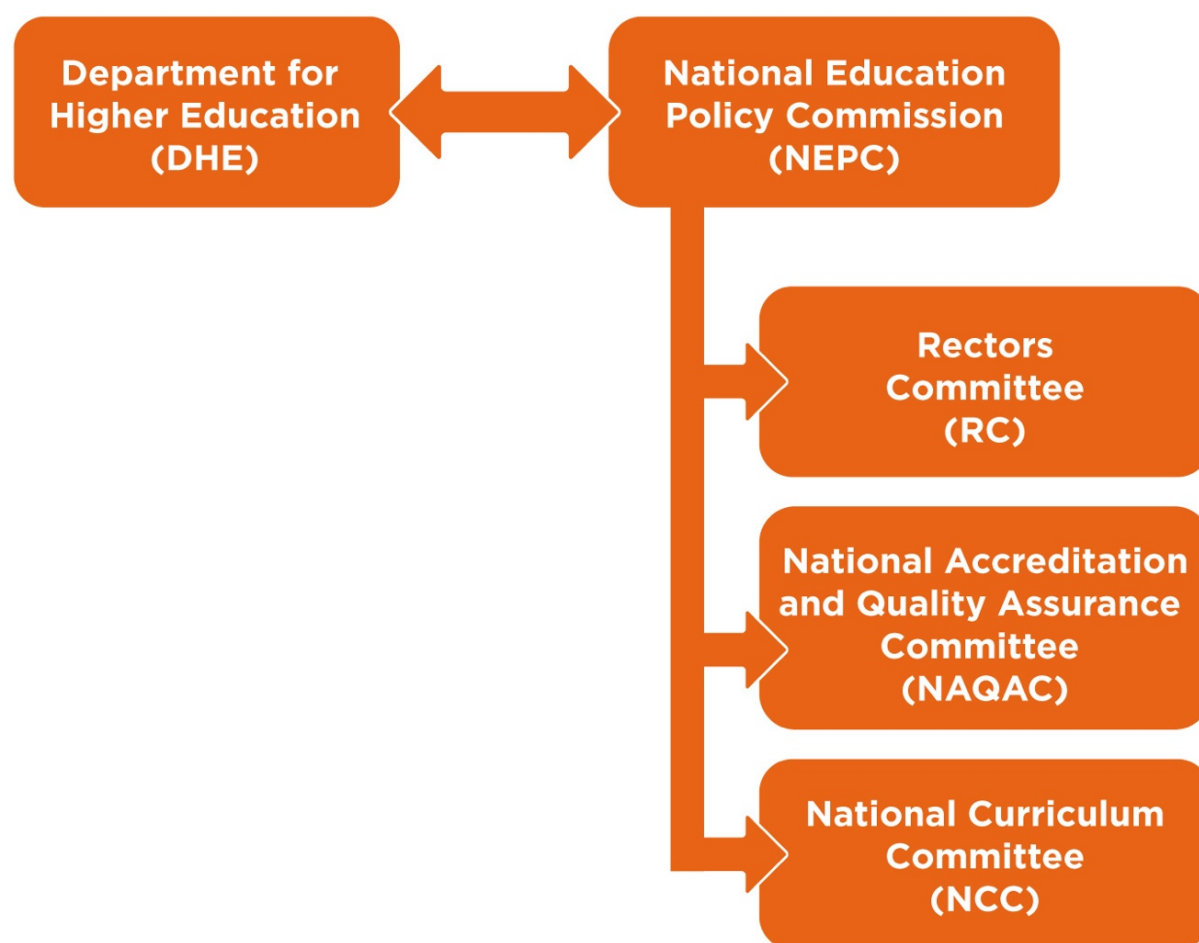 Department for
Higher Education
(DHE)
National Education
Policy Commission
(NEPC)
Rectors
Committee
(RC)
National Accreditation
and Quality Assurance
Committee
(NAQAC)
National Curriculum
Committee
(NCC)